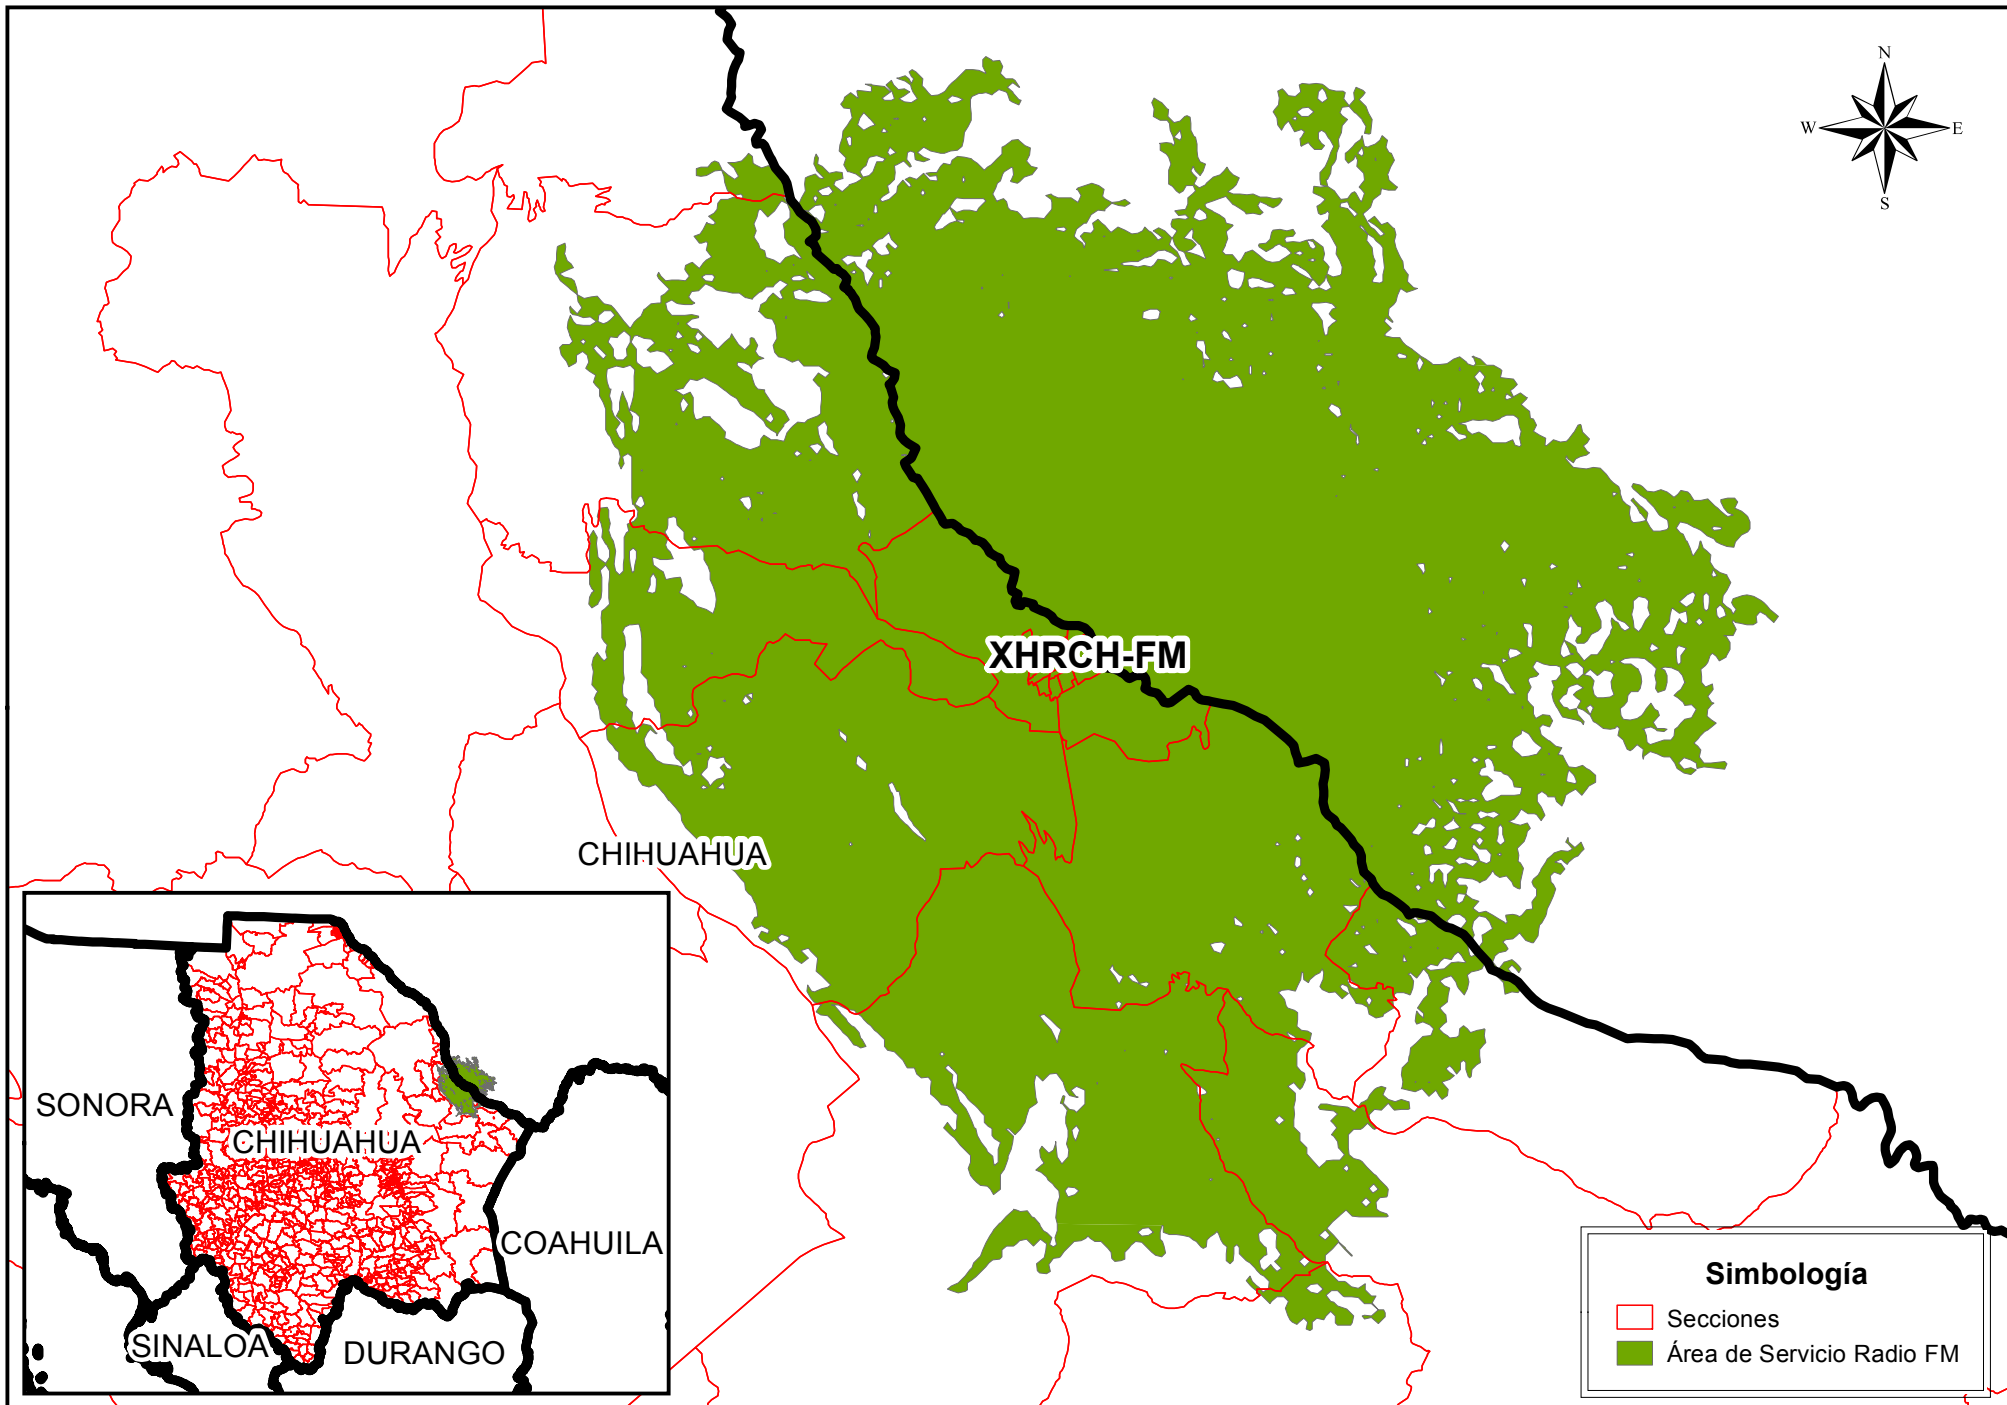 N
W E
S
XHRCH-FM
CHIHUAHUA
SONORA
CHIHUAHUA
COAHUILA
SINALOA
DURANGO
Simbología
Secciones
Área de Servicio Radio FM